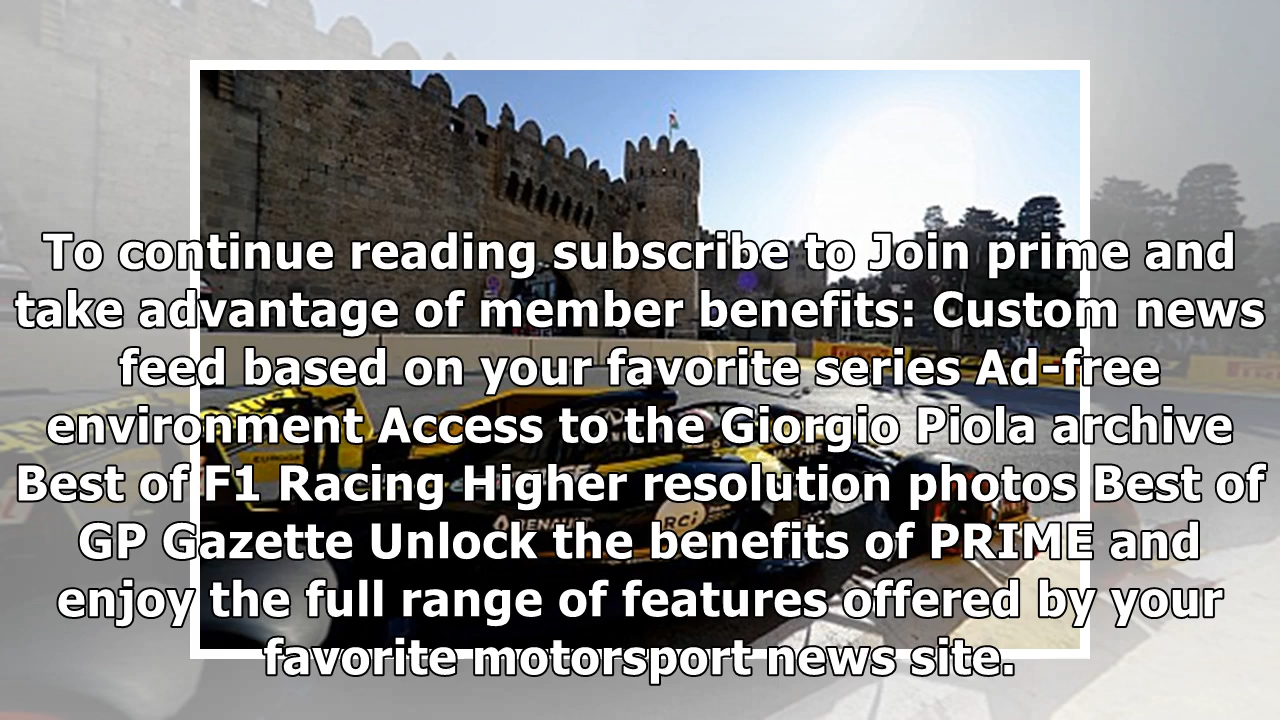 To continue reading subscribe to Join prime and
take advantage of member benefits: Custom news
feed based on your favorite series Ad-free
environment Access to the Giorgio Piola archive
Best of F1 Racing Higher resolution photos Best of
GP Gazette Unlock the benefits of PRIME and
enjoy the full range of features offered by your
favorite motorsport news site.
RENAULT
RCi